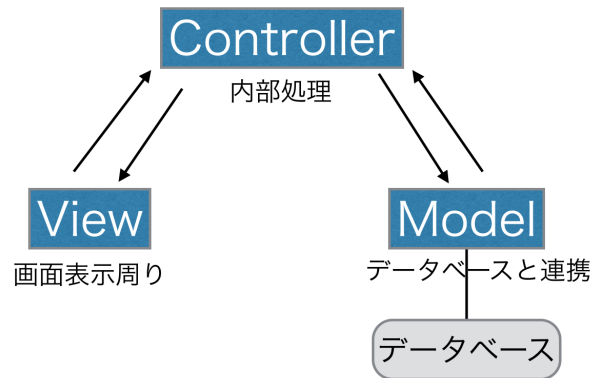 Controller
内部処理
View
Model
画面表示周り
データベースと連携
データベース